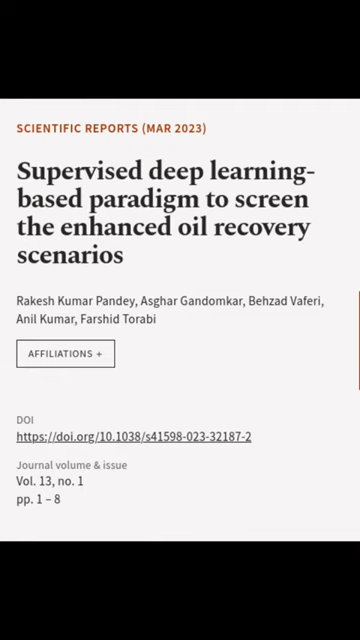 SCIENTIFIC REPORTS (MAR 2023)
Supervised deep learning-
based paradigm to screen
the enhanced oil recovery
scenarios
Rakesh Kumar Pandey, Asghar Gandomkar, Behzad Vaferi,
Anil Kumar, Farshid Torabi
AFFILIATIONS +
DOI
https://doi.org/10.1038/s41598-023-32187-2
Journal volume & issue
Vol. 13, no. 1
pp. 1 – 8